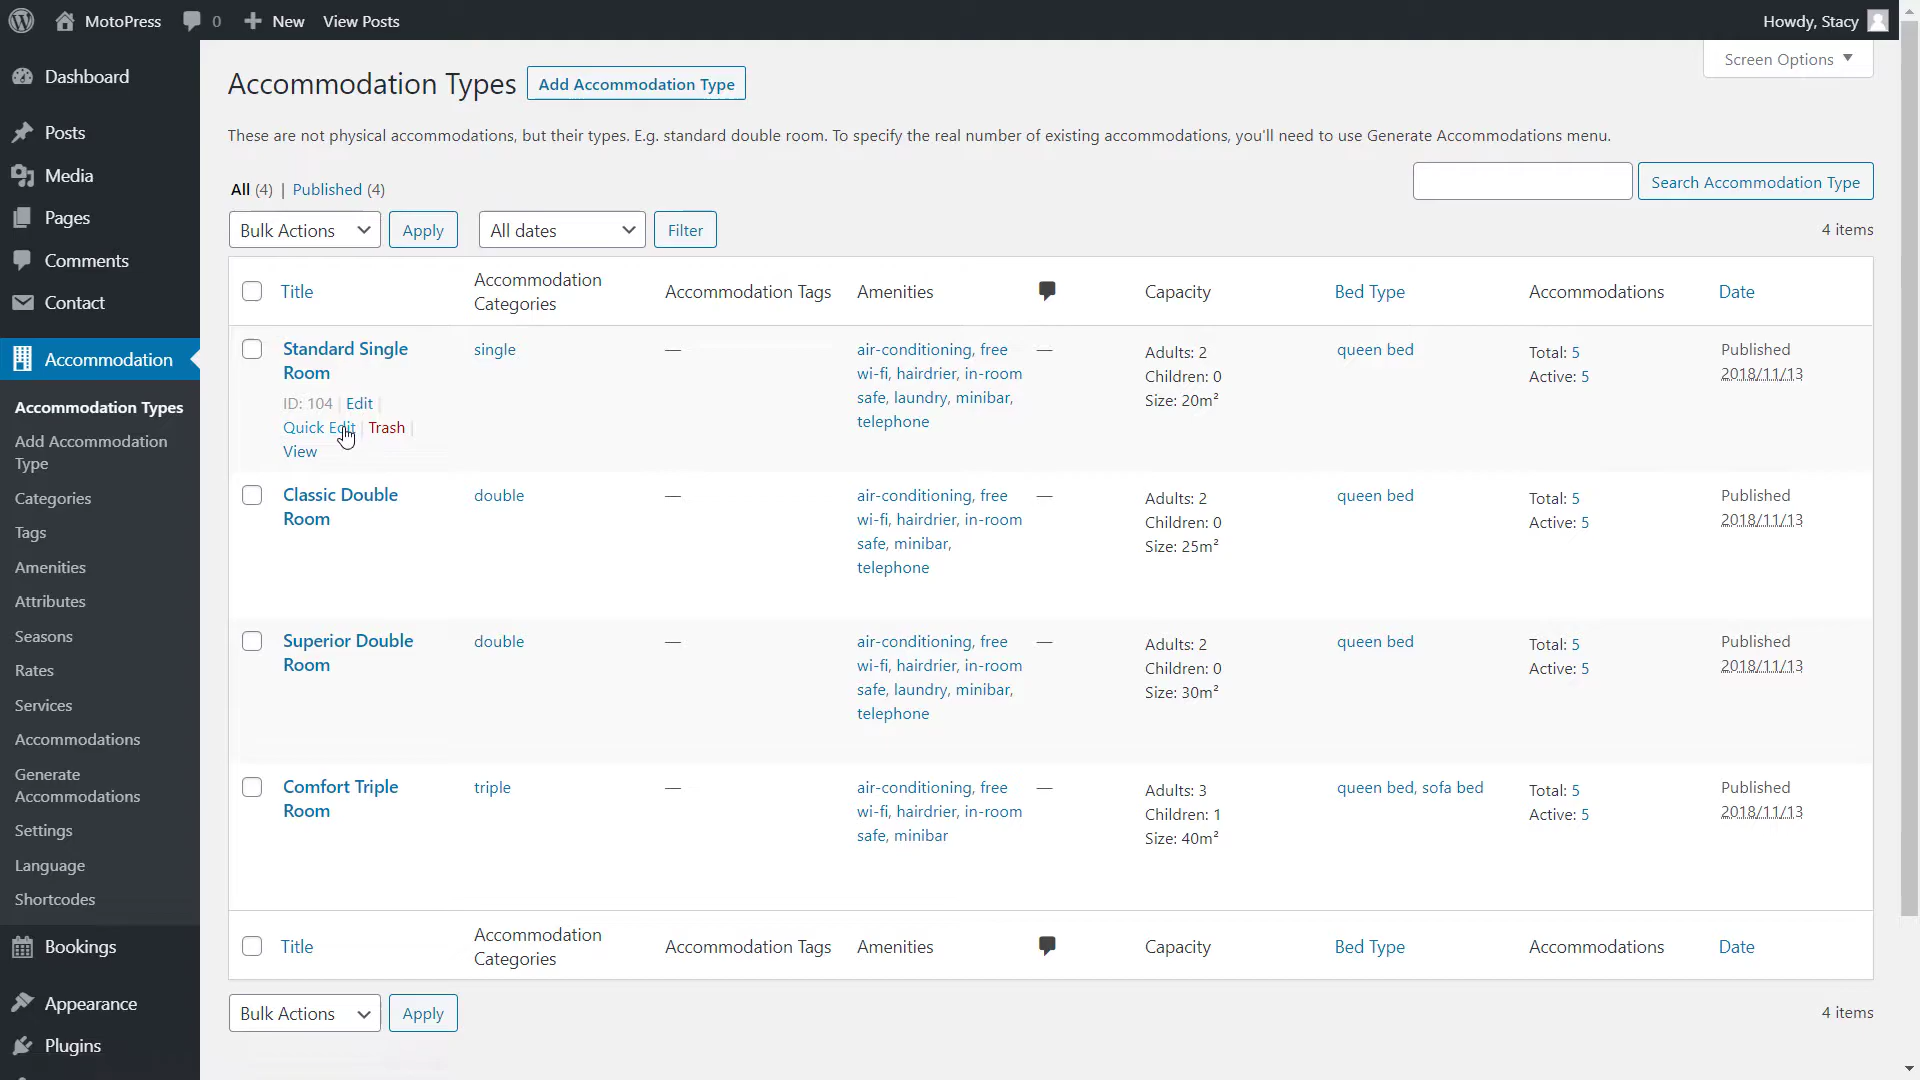 MotoPress 0 New View Posts Howdy, Stacy
Screen Options
Dashboard
Posts
Media
Pages
Comments
Contact
Accommodation
Accommodation Types
Add Accommodation
Type
Categories
Tags
Amenities
Attributes
Seasons
Rates
Services
Accommodations
Generate
Accommodations
Settings
Language
Shortcodes
Bookings
Appearance
Plugins
Accommodation Types Add Accommodation Type
These are not physical accommodations, but their types. E.g. standard double room. To specify the real number of existing accommodations, you'll need to use Generate Accommodations menu.
All (4) | Published (4)
Search Accommodation Type
Bulk Actions Apply All dates Filter 4 items
Title Accommodation Categories Accommodation Tags Amenities Capacity Bed Type Accommodations Date
Standard Single single — air-conditioning, free — Adults: 2 queen bed Total: 5 Published
Room wi-fi, hairdrier, in-room Children: 0 Active: 5 2018/11/13
ID: 104 | Edit | safe, laundry, minibar, Size: 20m²
Quick Edit | Trash | telephone
View
Classic Double double — air-conditioning, free — Adults: 2 queen bed Total: 5 Published
Room wi-fi, hairdrier, in-room Children: 0 Active: 5 2018/11/13
safe, minibar, Size: 25m²
telephone
Superior Double double — air-conditioning, free — Adults: 2 queen bed Total: 5 Published
Room wi-fi, hairdrier, in-room Children: 0 Active: 5 2018/11/13
safe, laundry, minibar, Size: 30m²
telephone
Comfort Triple triple — air-conditioning, free — Adults: 3 queen bed, sofa bed Total: 5 Published
Room wi-fi, hairdrier, in-room Children: 1 Active: 5 2018/11/13
safe, minibar Size: 40m²
Title Accommodation Categories Accommodation Tags Amenities Capacity Bed Type Accommodations Date
Bulk Actions Apply 4 items